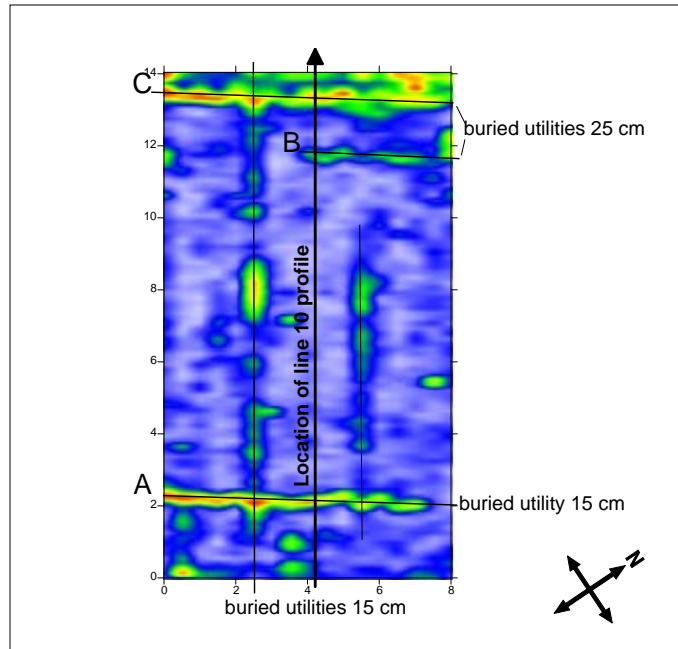 14
C
buried utilities 25 cm
12
B
10
8
Location of line 10 profile
6
4
A
2
buried utility 15 cm
N
0
0 2 4 6 8
buried utilities 15 cm